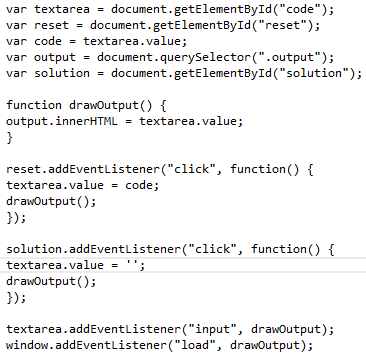 var textarea = document.getElementById("code");
var reset = document.getElementById("reset");
var code = textarea.value;
var output = document.querySelector(".output");
var solution = document.getElementById("solution");
function drawOutput() {
output.innerHTML = textarea.value;
}
reset.addEventListener("click", function() {
textarea.value = code;
drawOutput();
});
solution.addEventListener("click", function() {
textarea.value = '';
drawOutput();
});
textarea.addEventListener("input", drawOutput);
window.addEventListener("load", drawOutput);